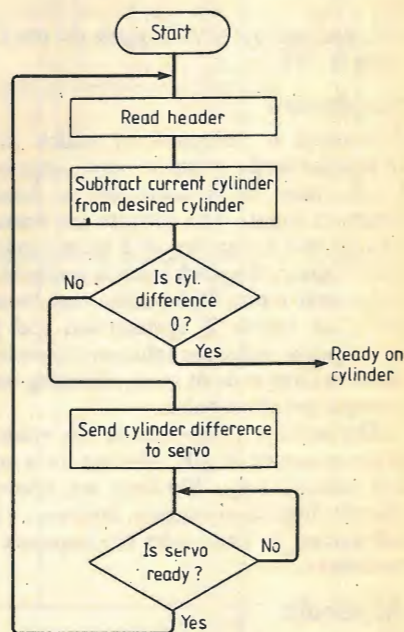 Start
Read header
Subtract current cylinder
from desired cylinder
Is cyl.
difference
0 ?
No
Yes
Ready on
cylinder
Send cylinder difference
to servo
Is servo
ready ?
No
Yes